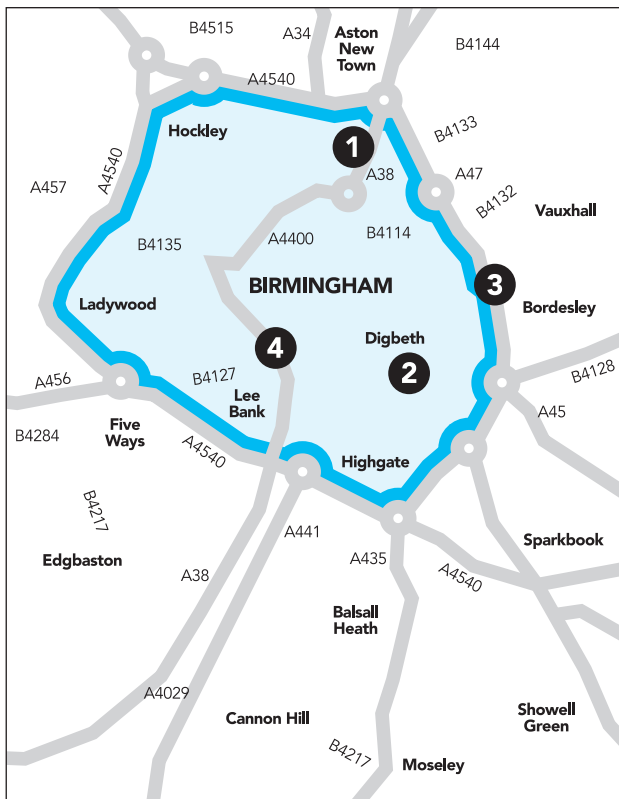 B4515
A34
Aston
New
Town
B4144
A4540
B4133
Hockley
1
A38
A47
A457
A4540
B4132
Vauxhall
B4135
A4400
B4114
BIRMINGHAM
3
Bordesley
Ladywood
Digbeth
4
2
A456
B4127
Lee
Bank
B4128
A45
B4284
Five
Ways
A4540
Highgate
B4217
A441
Sparkbrook
Edgbaston
A38
A435
A4540
Balsall
Heath
A4029
Cannon Hill
Showell
Green
B4217
Moseley